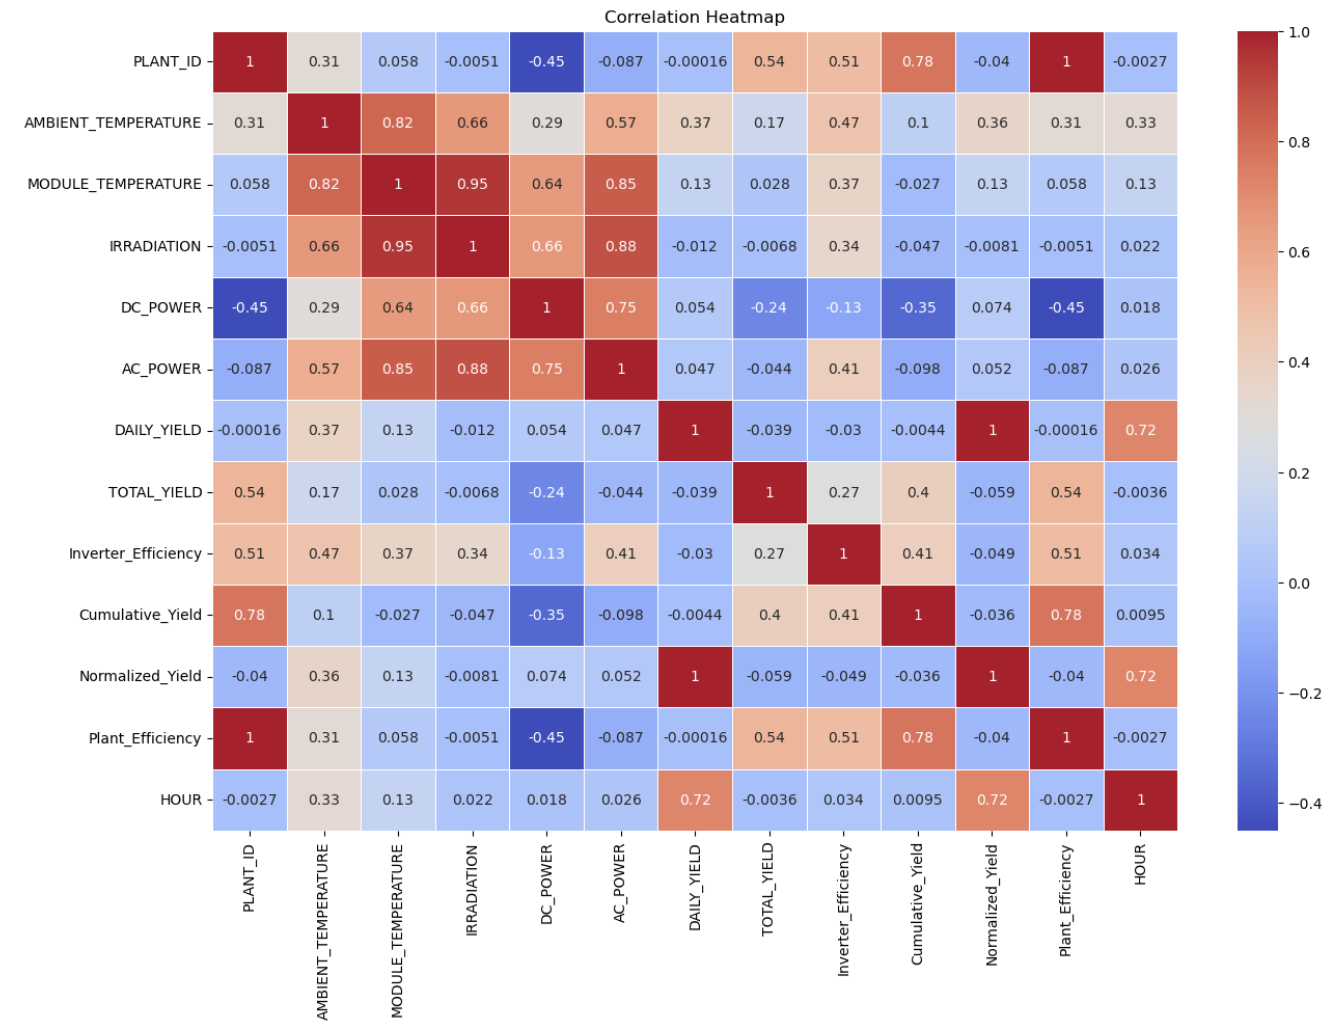 Correlation Heatmap
PLANT_ID 1 0.31 0.058 -0.0051 -0.45 -0.087 -0.00016 0.54 0.51 0.78 -0.04 1 -0.0027
AMBIENT_TEMPERATURE 0.31 1 0.82 0.66 0.29 0.57 0.37 0.17 0.47 0.1 0.36 0.31 0.33
MODULE_TEMPERATURE 0.058 0.82 1 0.95 0.64 0.85 0.13 0.028 0.37 -0.027 0.13 0.058 0.13
IRRADIATION -0.0051 0.66 0.95 1 0.66 0.88 -0.012 -0.0068 0.34 -0.047 -0.0081 -0.0051 0.022
DC_POWER -0.45 0.29 0.64 0.66 1 0.75 0.054 -0.24 -0.13 -0.35 0.074 -0.45 0.018
AC_POWER -0.087 0.57 0.85 0.88 0.75 1 0.047 -0.044 0.41 -0.098 0.052 -0.087 0.026
DAILY_YIELD -0.00016 0.37 0.13 -0.012 0.054 0.047 1 -0.039 -0.03 -0.0044 1 -0.00016 0.72
TOTAL_YIELD 0.54 0.17 0.028 -0.0068 -0.24 -0.044 -0.039 1 0.27 0.4 -0.059 0.54 -0.0036
Inverter_Efficiency 0.51 0.47 0.37 0.34 -0.13 0.41 -0.03 0.27 1 0.41 -0.049 0.51 0.034
Cumulative_Yield 0.78 0.1 -0.027 -0.047 -0.35 -0.098 -0.0044 0.4 0.41 1 -0.036 0.78 0.0095
Normalized_Yield -0.04 0.36 0.13 -0.0081 0.074 0.052 1 -0.059 -0.049 -0.036 1 -0.04 0.72
Plant_Efficiency 1 0.31 0.058 -0.0051 -0.45 -0.087 -0.00016 0.54 0.51 0.78 -0.04 1 -0.0027
HOUR -0.0027 0.33 0.13 0.022 0.018 0.026 0.72 -0.0036 0.034 0.0095 0.72 -0.0027 1
PLANT_ID
AMBIENT_TEMPERATURE
MODULE_TEMPERATURE
IRRADIATION
DC_POWER
AC_POWER
DAILY_YIELD
TOTAL_YIELD
Inverter_Efficiency
Cumulative_Yield
Normalized_Yield
Plant_Efficiency
HOUR
1.0
0.8
0.6
0.4
0.2
0.0
−0.2
−0.4